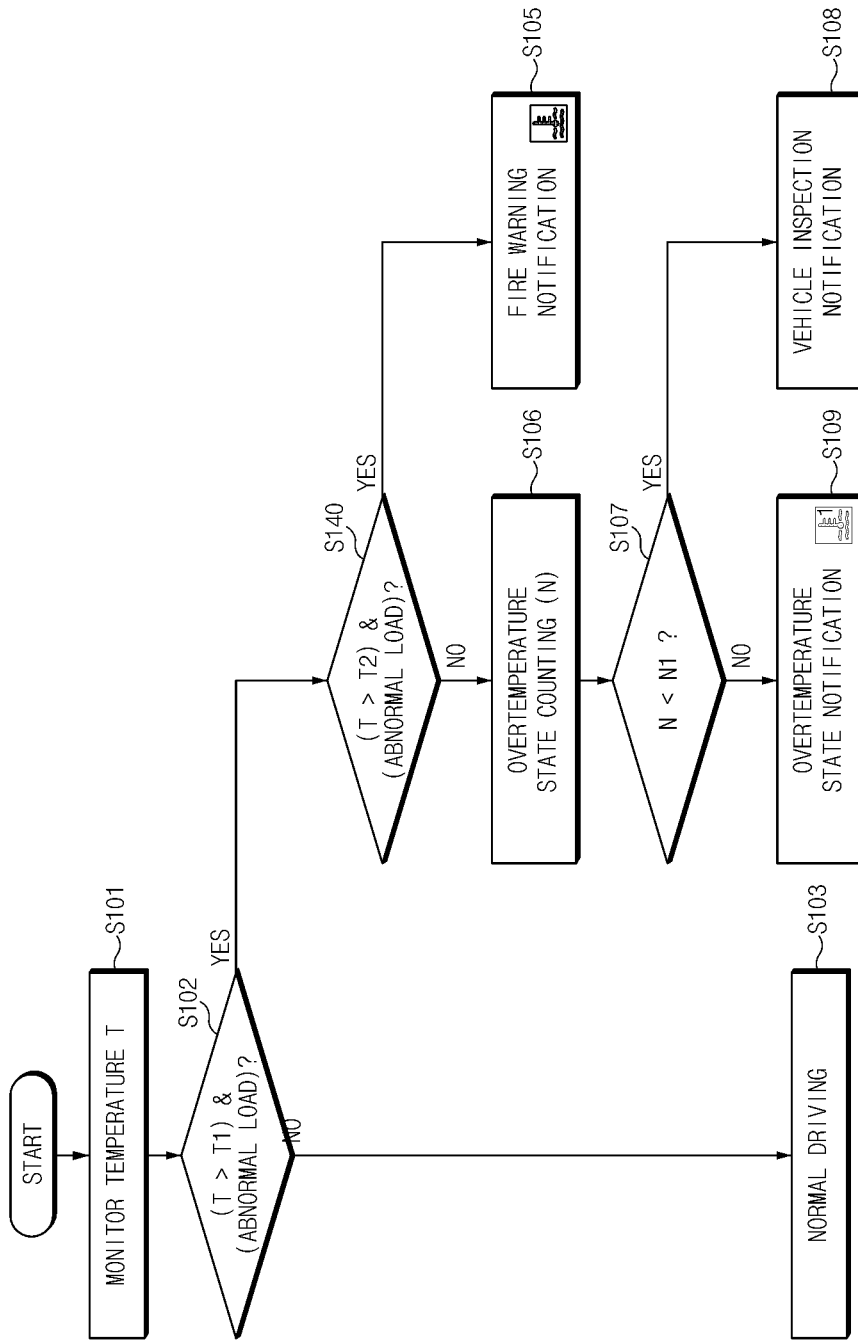 START
MONITOR TEMPERATURE T
S101
(T > T1) &
(ABNORMAL LOAD)?
S102
YES
NO
NORMAL DRIVING
S103
(T > T2) &
(ABNORMAL LOAD)?
S140
YES
NO
FIRE WARNING
NOTIFICATION
S105
OVERTEMPERATURE
STATE COUNTING (N)
S106
N < N1 ?
S107
YES
NO
VEHICLE INSPECTION
NOTIFICATION
S108
OVERTEMPERATURE
STATE NOTIFICATION
1
S109